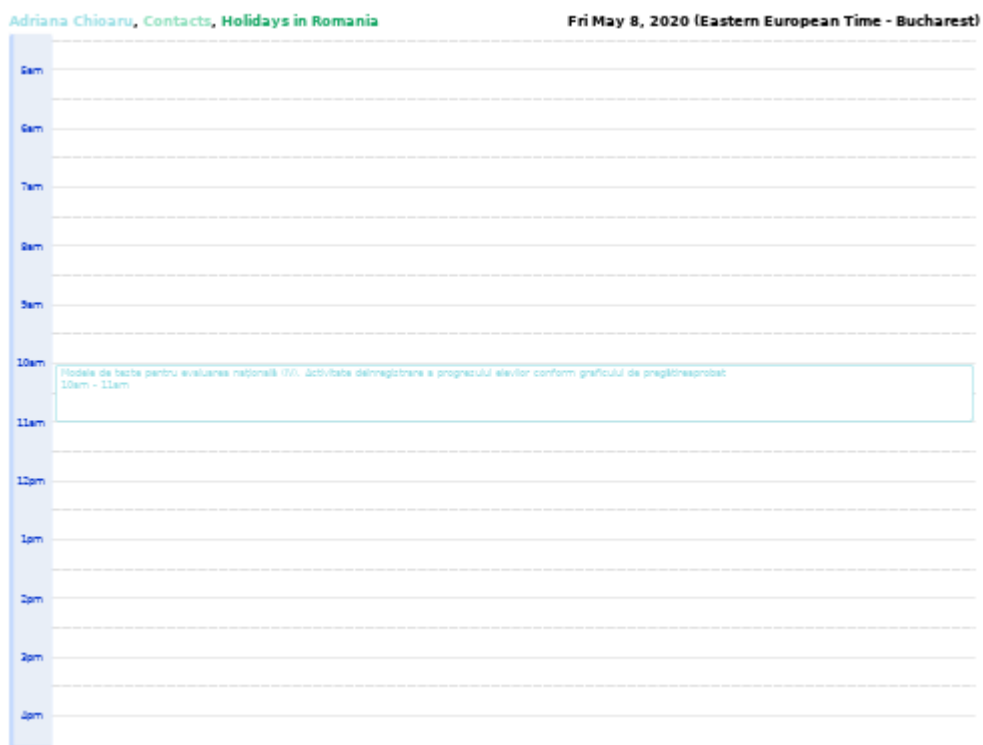 Adriana Chioaru, Contacts, Holidays in Romania
Fri May 8, 2020 (Eastern European Time - Bucharest)
5am
6am
7am
8am
9am
10am
Modele de teste pentru evaluarea națională (IV). Activitate deînregistrare a progresului elevilor conform graficului de pregătireaprobat
10am - 11am
11am
12pm
1pm
2pm
3pm
4pm